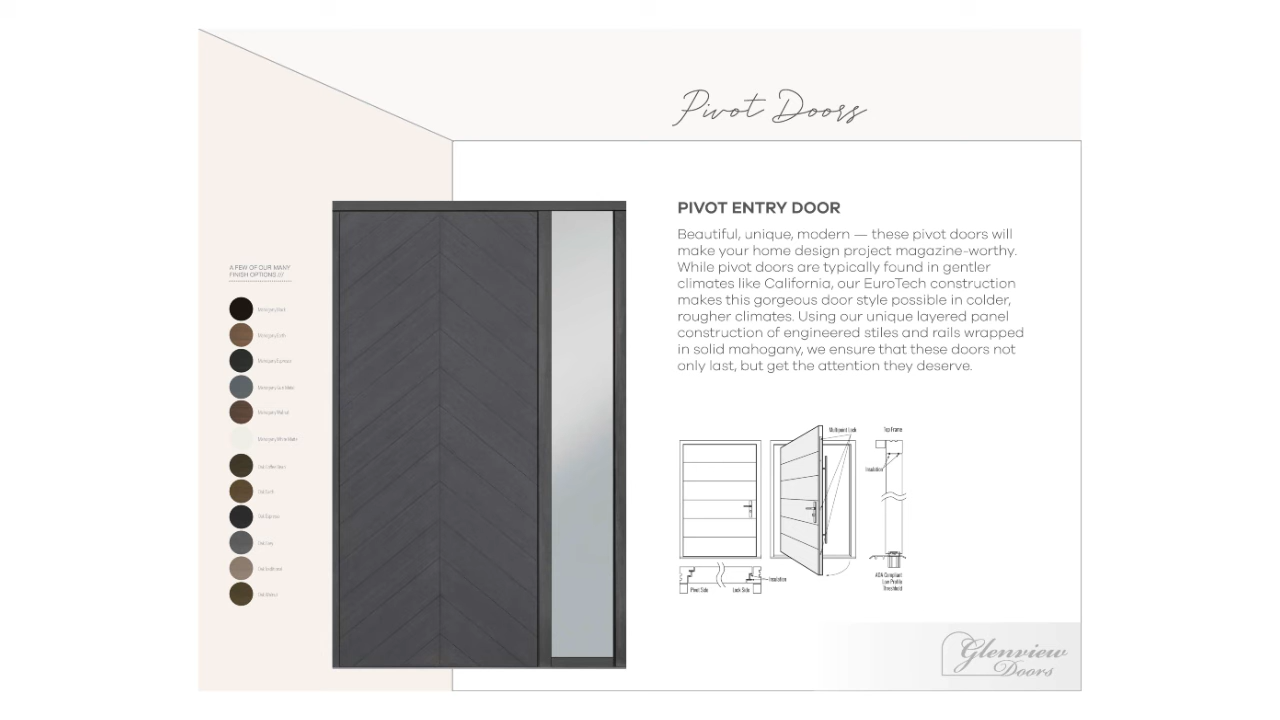 Pivot Doors
PIVOT ENTRY DOOR
Beautiful, unique, modern — these pivot doors will
make your home design project magazine-worthy.
While pivot doors are typically found in gentler
climates like California, our EuroTech construction
makes this gorgeous door style possible in colder,
rougher climates. Using our unique layered panel
construction of engineered stiles and rails wrapped
in solid mahogany, we ensure that these doors not
only last, but get the attention they deserve.
A FEW OF OUR MANY
FINISH OPTIONS ///
Multipoint Lock
Top Frame
Insulation
Insulation
Pivot Side
Lock Side
ADA Compliant
Low Profile
Threshold
Glenview
Doors